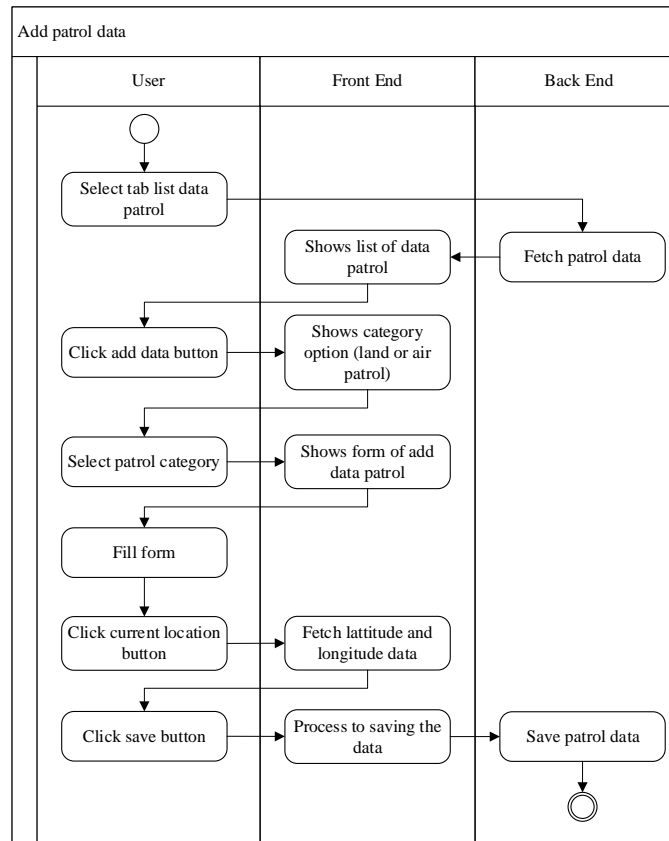 Add patrol data
User
Front End
Back End
Select tab list data
patrol
Shows list of data
patrol
Fetch patrol data
Click add data button
Shows category
option (land or air
patrol)
Select patrol category
Shows form of add
data patrol
Fill form
Click current location
button
Fetch lattitude and
longitude data
Click save button
Process to saving the
data
Save patrol data